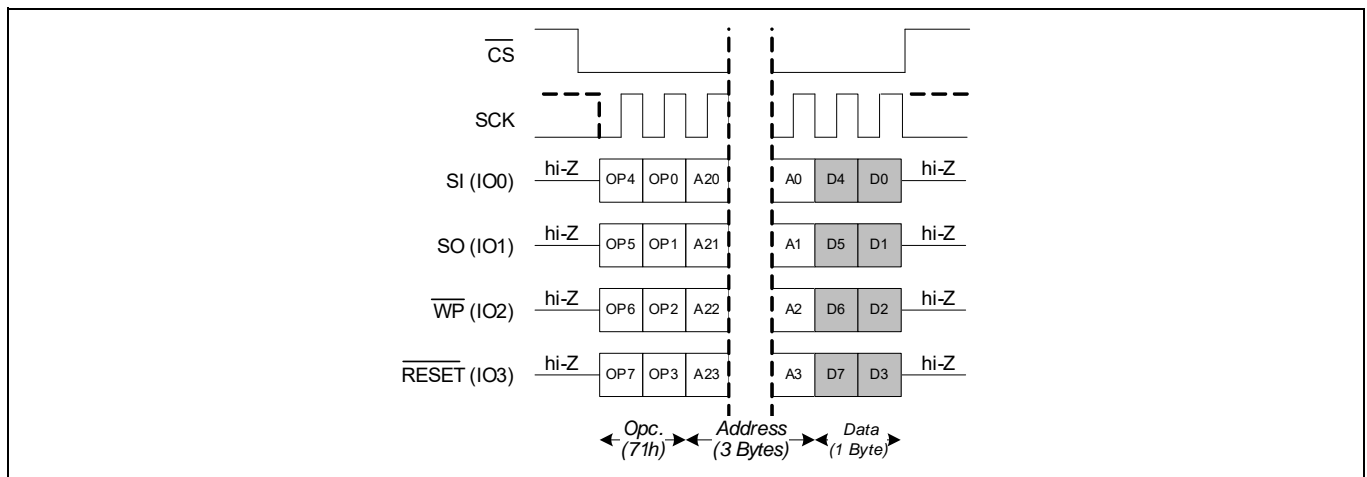 CS
SCK
SI (IO0) hi-Z OP4 OP0 A20 A0 D4 D0 hi-Z
SO (IO1) hi-Z OP5 OP1 A21 A1 D5 D1 hi-Z
WP (IO2) hi-Z OP6 OP2 A22 A2 D6 D2 hi-Z
RESET (IO3) hi-Z OP7 OP3 A23 A3 D7 D3 hi-Z
Opc. Address Data
(71h) (3 Bytes) (1 Byte)